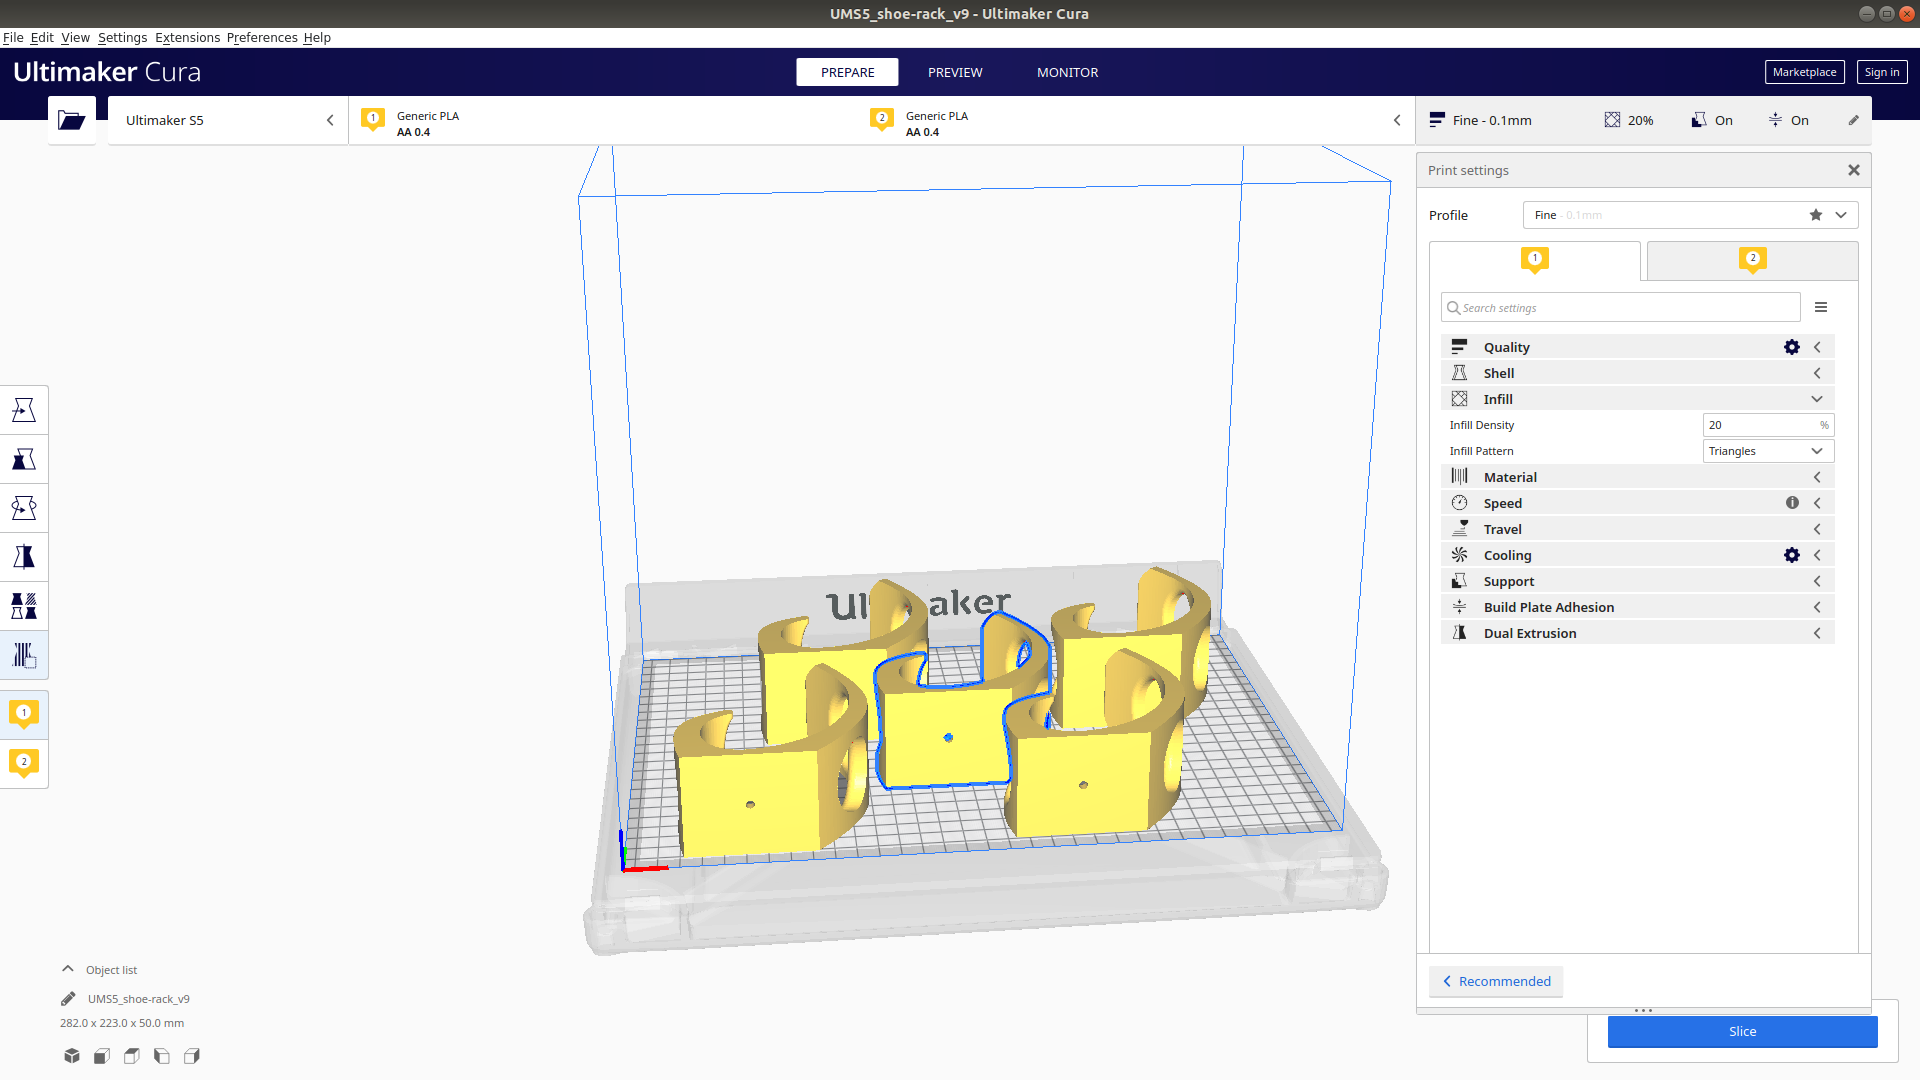 UMS5_shoe-rack_v9 - Ultimaker Cura
File Edit View Settings Extensions Preferences Help
Ultimaker Cura
PREPARE
PREVIEW
MONITOR
Marketplace
Sign in
Ultimaker S5
1
Generic PLA
AA 0.4
2
Generic PLA
AA 0.4
Fine - 0.1mm
20%
On
On
Print settings
Profile
Fine - 0.1mm
1
2
Search settings
Quality
Shell
Infill
Infill Density
20 %
Infill Pattern
Triangles
Material
Speed
Travel
Cooling
Support
Build Plate Adhesion
Dual Extrusion
Ul
aker
1
2
Object list
UMS5_shoe-rack_v9
282.0 x 223.0 x 50.0 mm
Recommended
Slice